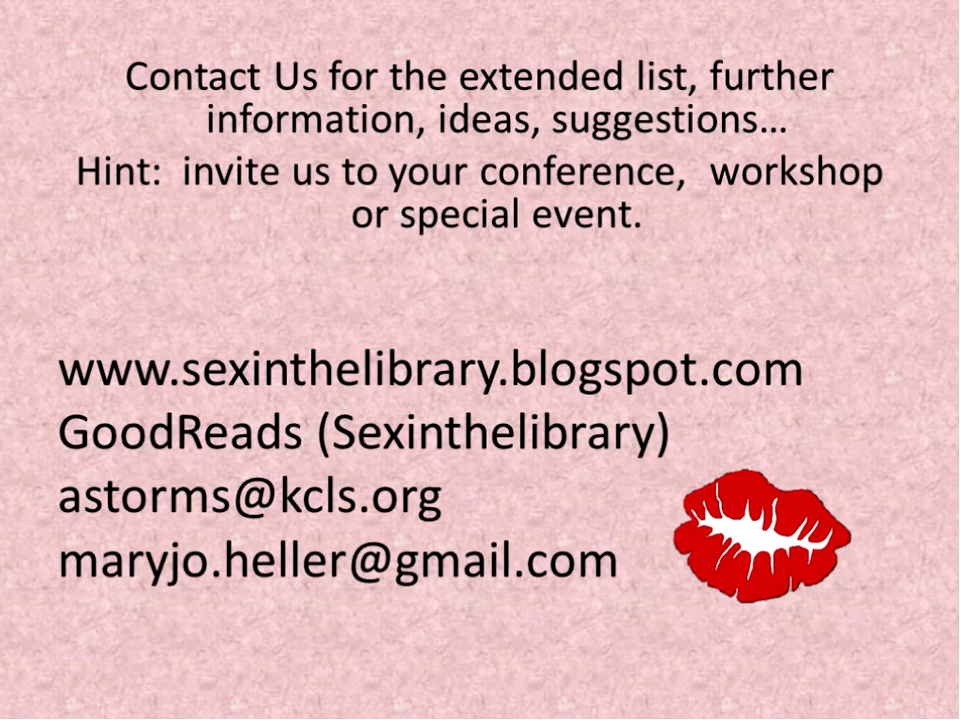 Contact Us for the extended list, further
information, ideas, suggestions…
Hint:  invite us to your conference,  workshop
or special event.
www.sexinthelibrary.blogspot.com
GoodReads (Sexinthelibrary)
astorms@kcls.org
maryjo.heller@gmail.com